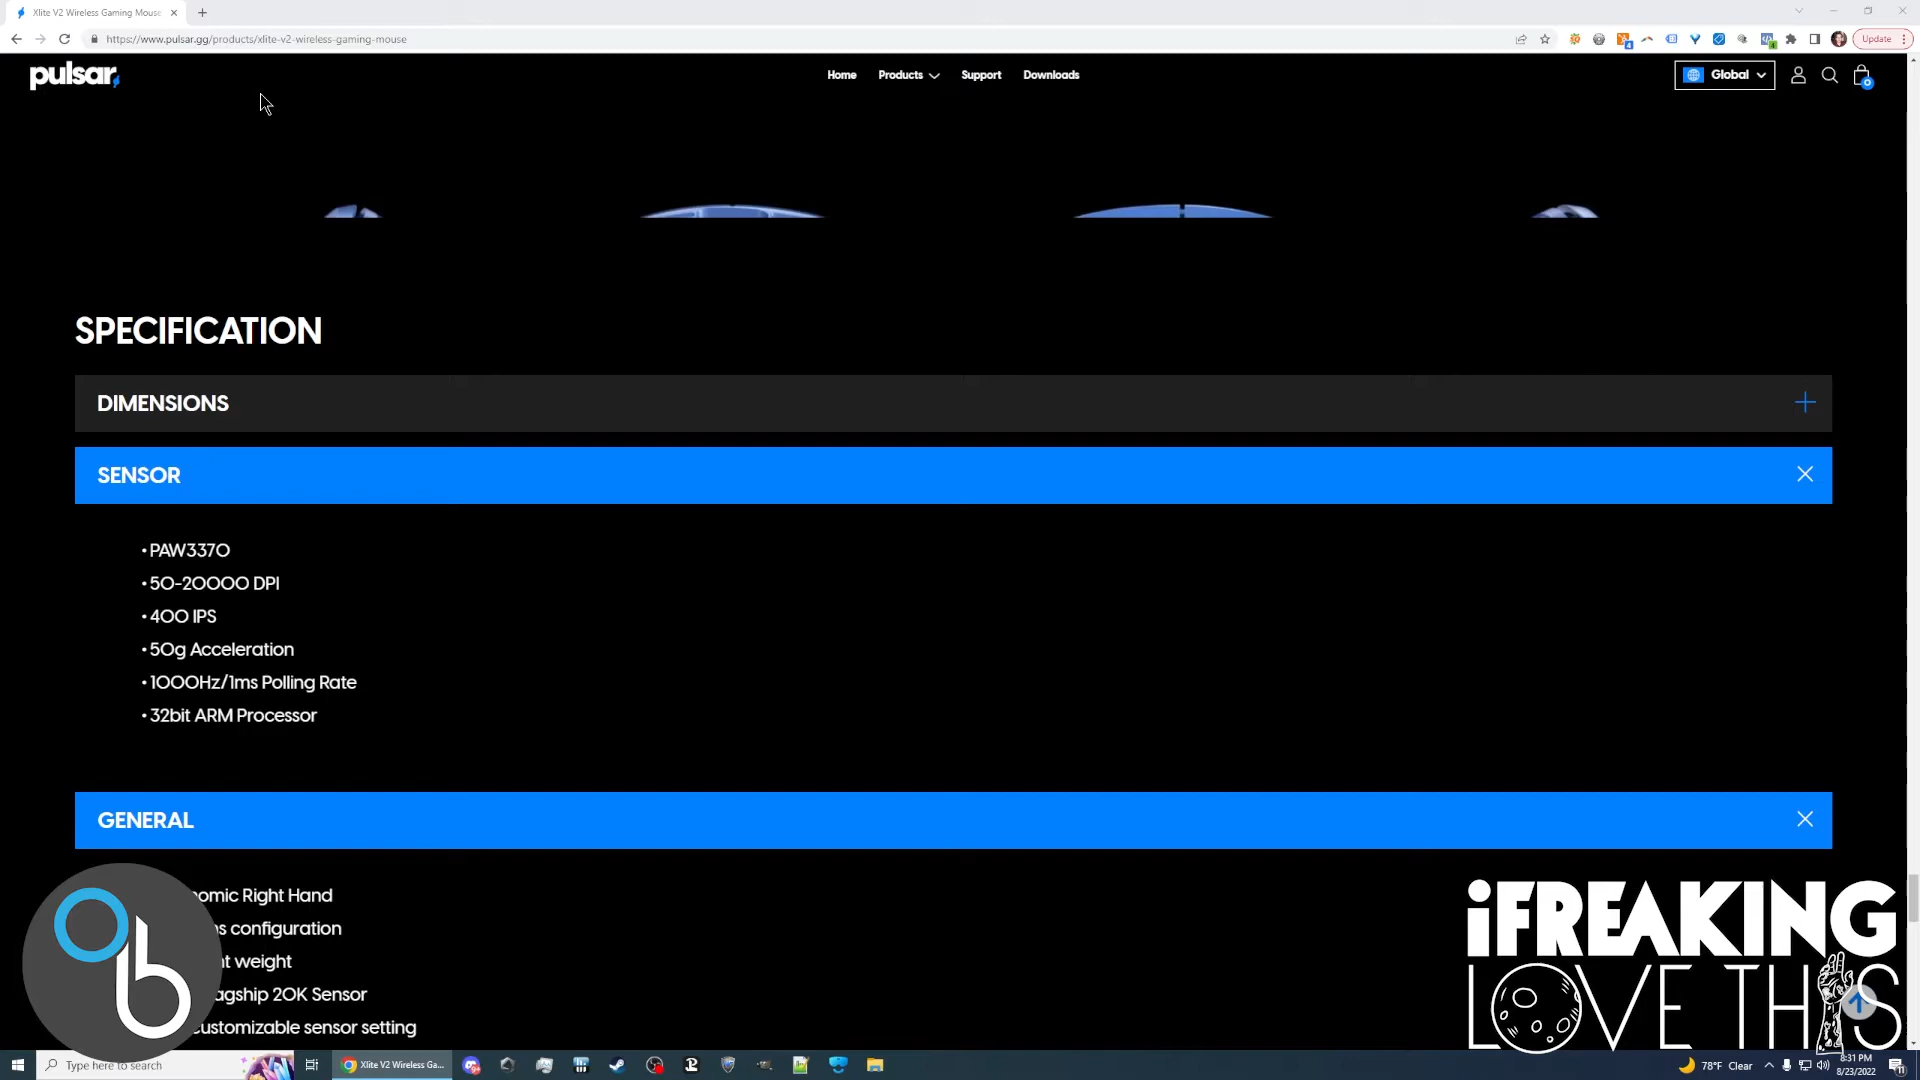 Xlite V2 Wireless Gaming Mouse
https://www.pulsar.gg/products/xlite-v2-wireless-gaming-mouse
Update
pulsar
Home
Products
Support
Downloads
Global
0
SPECIFICATION
DIMENSIONS
SENSOR
• PAW3370
• 50-20000 DPI
• 400 IPS
• 50g Acceleration
• 1000Hz/1ms Polling Rate
• 32bit ARM Processor
GENERAL
nomic Right Hand
configuration
weight
agship 20K Sensor
customizable sensor setting
b
iFREAKING
LOVE THIS
Type here to search
Xlite V2 Wireless Ga...
78°F Clear
8:31 PM
8/23/2022